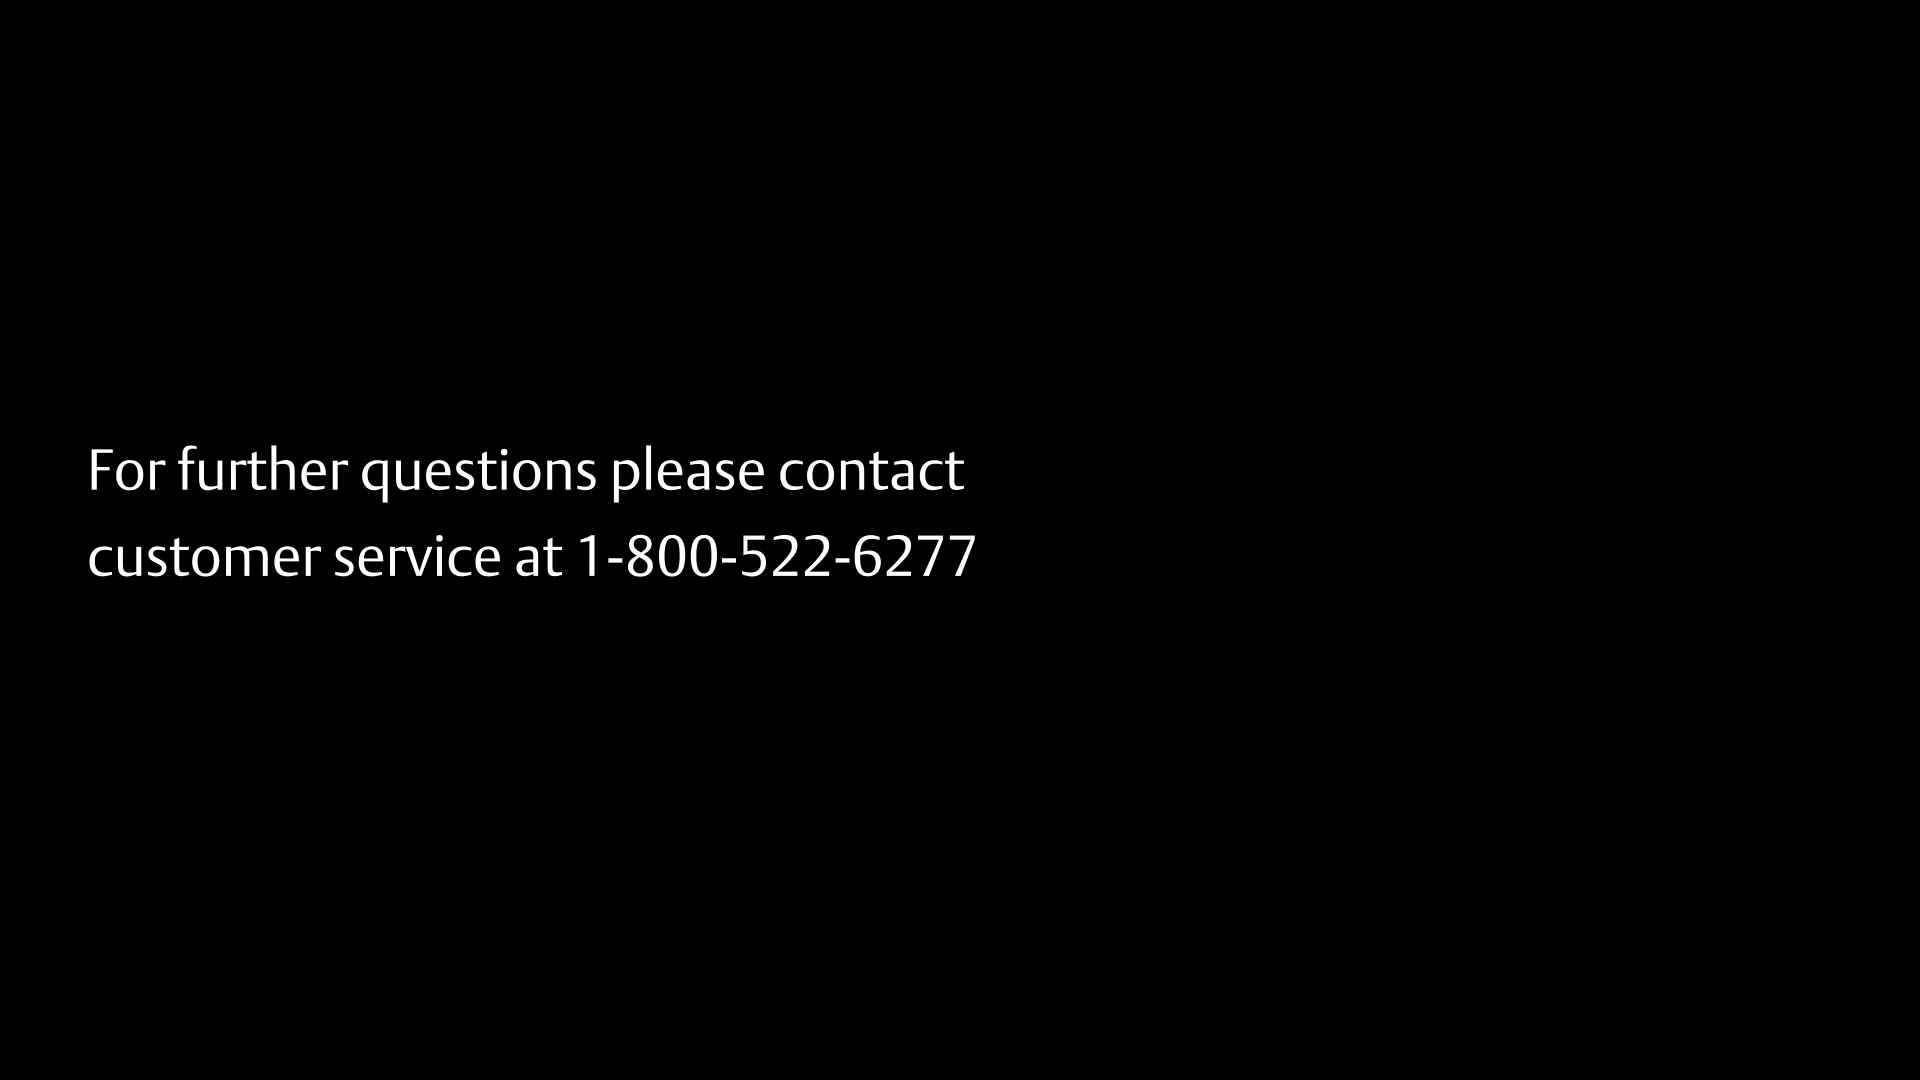 For further questions please contact
customer service at 1-800-522-6277